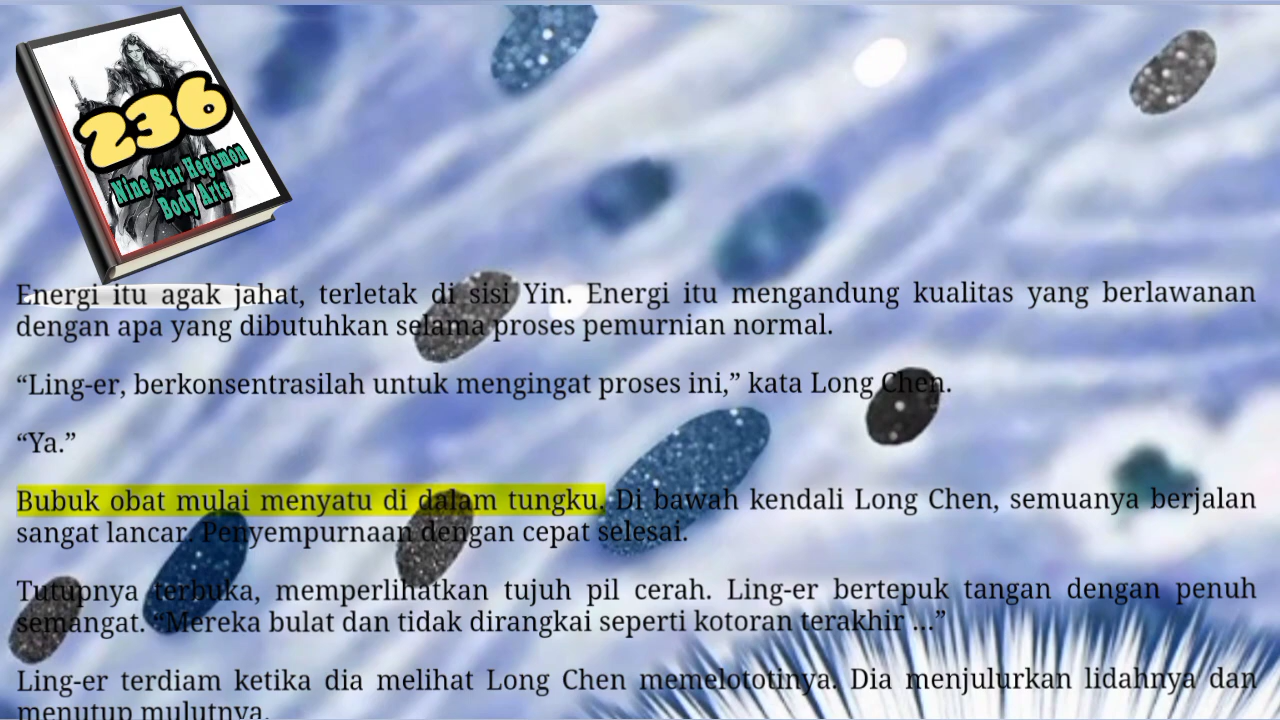 236
Nine Star Hegemon
Body Arts
Energi itu agak jahat, terletak di sisi Yin. Energi itu mengandung kualitas yang berlawanan
dengan apa yang dibutuhkan selama proses pemurnian normal.
“Ling-er, berkonsentrasilah untuk mengingat proses ini,” kata Long Chen.
“Ya.”
Bubuk obat mulai menyatu di dalam tungku. Di bawah kendali Long Chen, semuanya berjalan
sangat lancar. Penyempurnaan dengan cepat selesai.
Tutupnya terbuka, memperlihatkan tujuh pil cerah. Ling-er bertepuk tangan dengan penuh
semangat. “Mereka bulat dan tidak dirangkai seperti kotoran terakhir ...”
Ling-er terdiam ketika dia melihat Long Chen memelototinya. Dia menjulurkan lidahnya dan
menutup mulutnya.